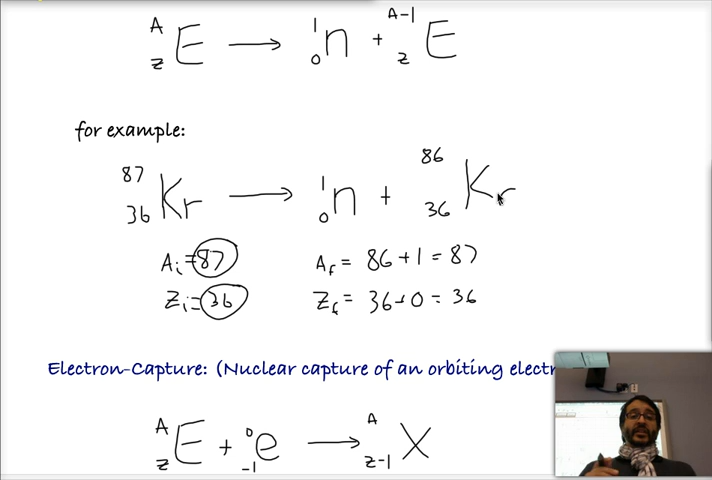 A
Z E → 1 0 n + A-1 Z E
for example:
87 36 Kr → 1 0 n + 86 36 Kr
Ai = 87 Af = 86 + 1 = 87
Zi = 36 Zf = 36 + 0 = 36
Electron-Capture: (Nuclear capture of an orbiting electr
A Z E + 0 -1 e → A Z-1 X